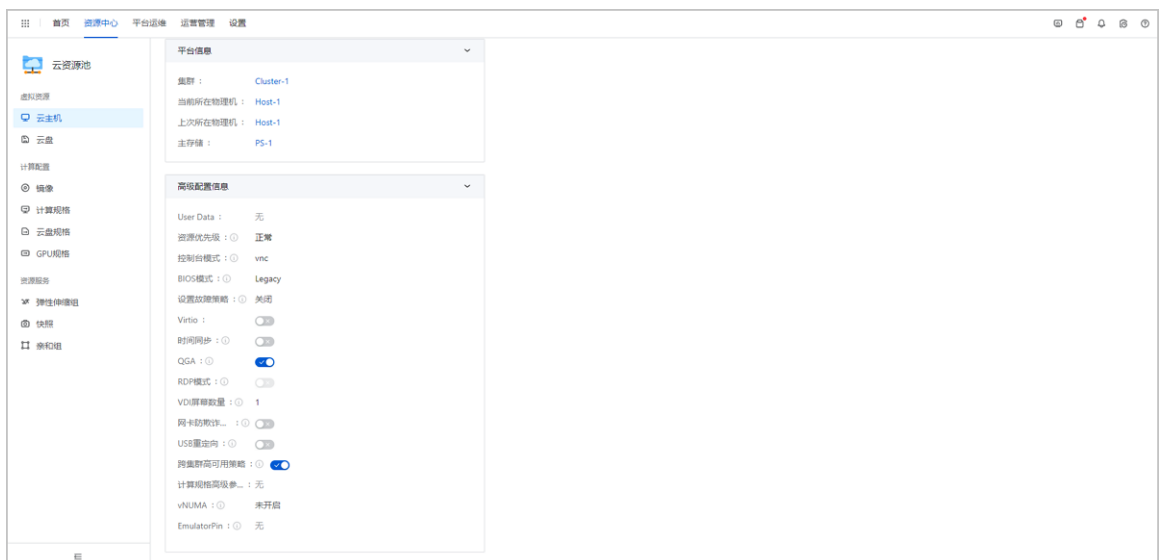 首页 资源中心 平台运维 运营管理 设置
云资源池
虚拟资源
云主机
云盘
计算配置
镜像
计算规格
云盘规格
GPU规格
资源服务
弹性伸缩组
快照
亲和组
平台信息
集群： Cluster-1
当前所在物理机： Host-1
上次所在物理机： Host-1
主存储： PS-1
高级配置信息
User Data： 无
资源优先级： 正常
控制台模式： vnc
BIOS模式： Legacy
设置故障策略： 关闭
Virtio：
时间同步：
QGA：
RDP模式：
VDI屏幕数量： 1
网卡防欺诈...：
USB重定向：
跨集群高可用策略：
计算规格高级参...： 无
vNUMA： 未开启
EmulatorPin： 无